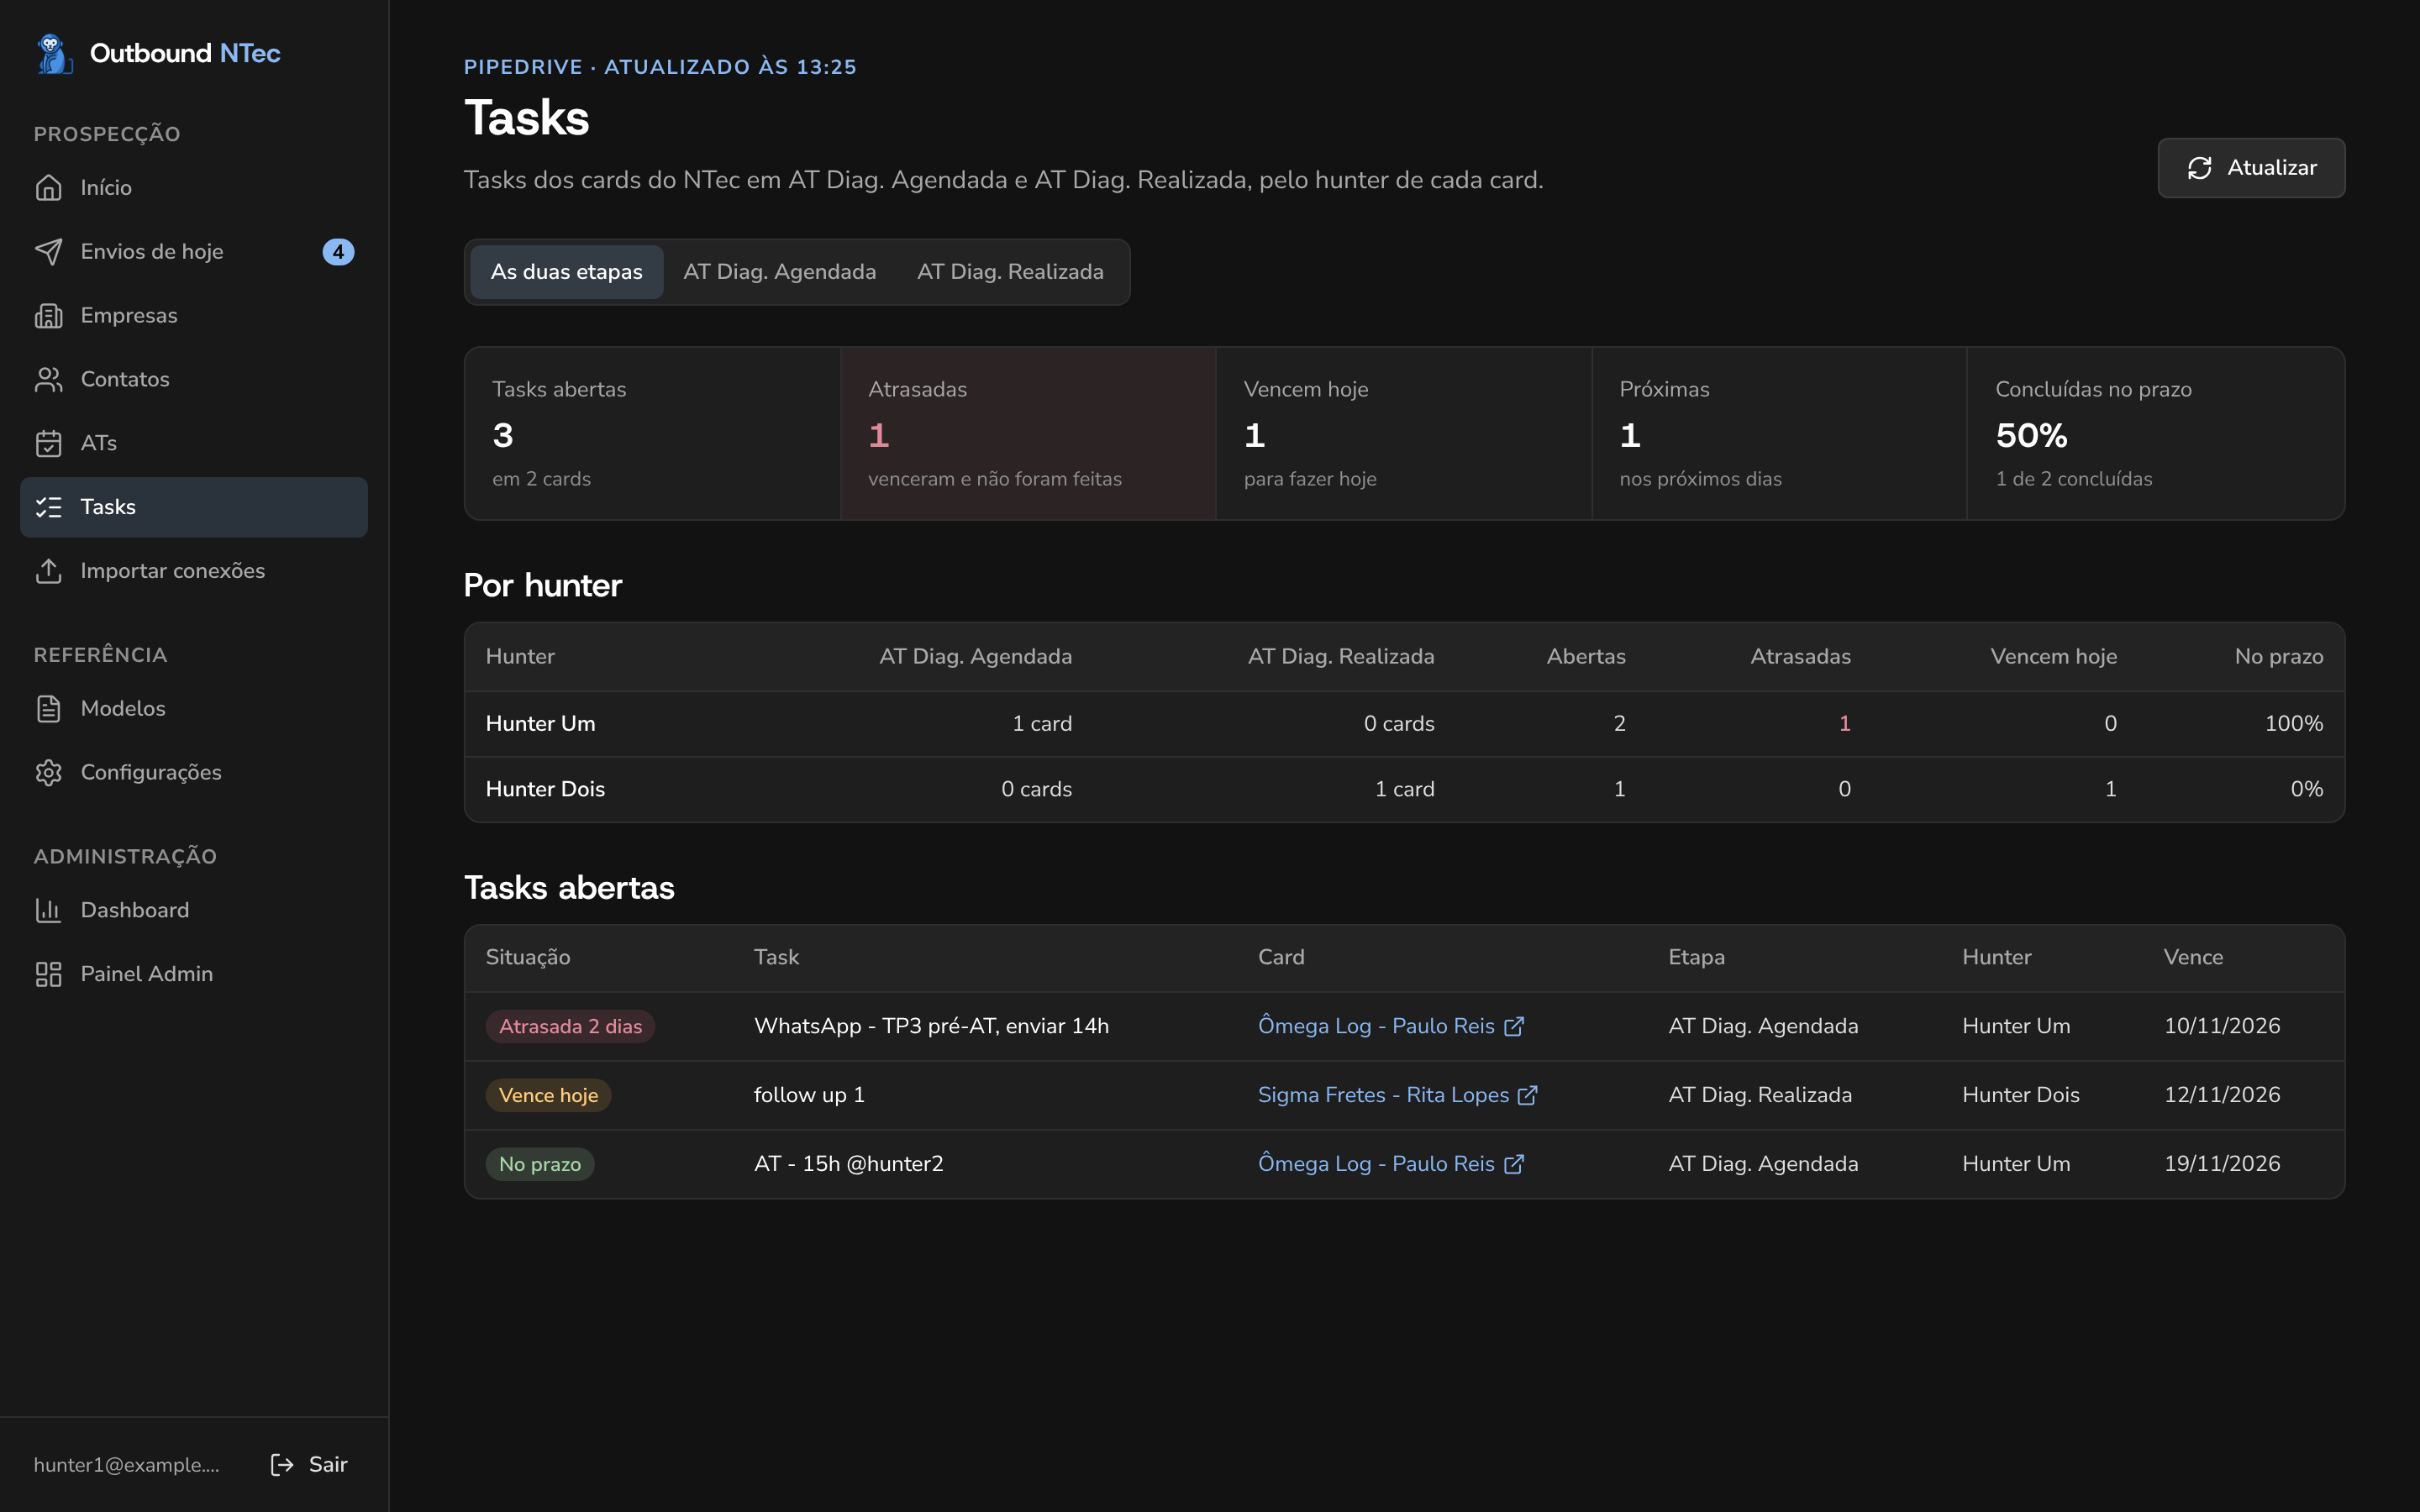 Outbound NTec
PROSPECÇÃO
Início
Envios de hoje 4
Empresas
Contatos
ATs
Tasks
Importar conexões
REFERÊNCIA
Modelos
Configurações
ADMINISTRAÇÃO
Dashboard
Painel Admin
hunter1@example.... Sair
PIPEDRIVE · ATUALIZADO ÀS 13:25
Tasks
Tasks dos cards do NTec em AT Diag. Agendada e AT Diag. Realizada, pelo hunter de cada card.
Atualizar
As duas etapas AT Diag. Agendada AT Diag. Realizada
Tasks abertas Atrasadas Vencem hoje Próximas Concluídas no prazo
3 1 1 1 50%
em 2 cards venceram e não foram feitas para fazer hoje nos próximos dias 1 de 2 concluídas
Por hunter
Hunter AT Diag. Agendada AT Diag. Realizada Abertas Atrasadas Vencem hoje No prazo
Hunter Um 1 card 0 cards 2 1 0 100%
Hunter Dois 0 cards 1 card 1 0 1 0%
Tasks abertas
Situação Task Card Etapa Hunter Vence
Atrasada 2 dias WhatsApp - TP3 pré-AT, enviar 14h Ômega Log - Paulo Reis AT Diag. Agendada Hunter Um 10/11/2026
Vence hoje follow up 1 Sigma Fretes - Rita Lopes AT Diag. Realizada Hunter Dois 12/11/2026
No prazo AT - 15h @hunter2 Ômega Log - Paulo Reis AT Diag. Agendada Hunter Um 19/11/2026